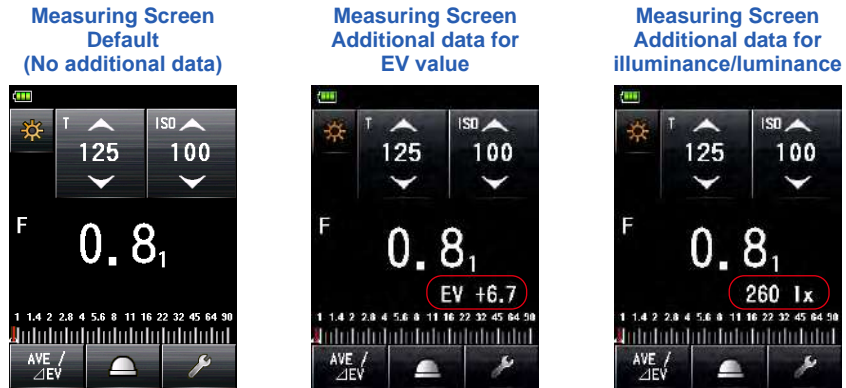 Measuring Screen
Default
(No additional data)
T
ISO
125
100
F
0.8₁
1 1.4 2 2.8 4 5.6 8 11 16 22 32 45 64 90
AVE /
⊿EV
Measuring Screen
Additional data for
EV value
T
ISO
125
100
F
0.8₁
EV +6.7
1 1.4 2 2.8 4 5.6 8 11 16 22 32 45 64 90
AVE /
⊿EV
Measuring Screen
Additional data for
illuminance/luminance
T
ISO
125
100
F
0.8₁
260 lx
1 1.4 2 2.8 4 5.6 8 11 16 22 32 45 64 90
AVE /
⊿EV